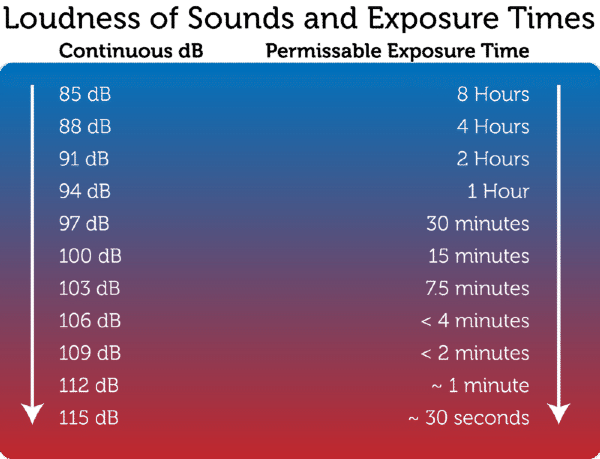 Loudness of Sounds and Exposure Times
Continuous dB Permissable Exposure Time
85 dB 8 Hours
88 dB 4 Hours
91 dB 2 Hours
94 dB 1 Hour
97 dB 30 minutes
100 dB 15 minutes
103 dB 7.5 minutes
106 dB < 4 minutes
109 dB < 2 minutes
112 dB ~ 1 minute
115 dB ~ 30 seconds